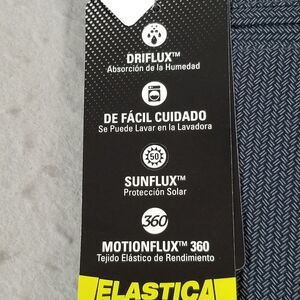 DRIFLUX™
Absorción de la Humedad
DE FÁCIL CUIDADO
Se Puede Lavar en la Lavadora
50
SUNFLUX™
Protección Solar
360
MOTIONFLUX™ 360
Tejido Elástico de Rendimiento
ELASTICA